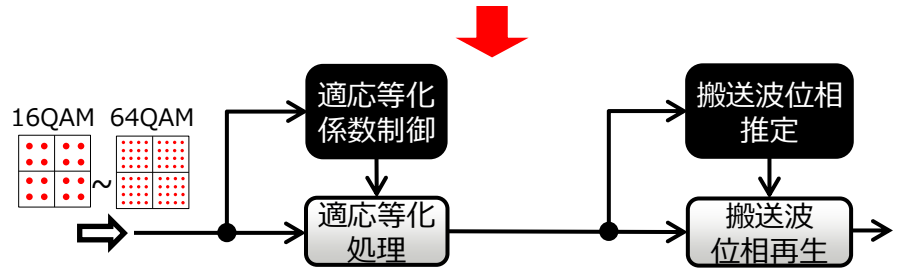 16QAM
64QAM
~
適応等化
係数制御
搬送波位相
推定
適応等化
処理
搬送波
位相再生